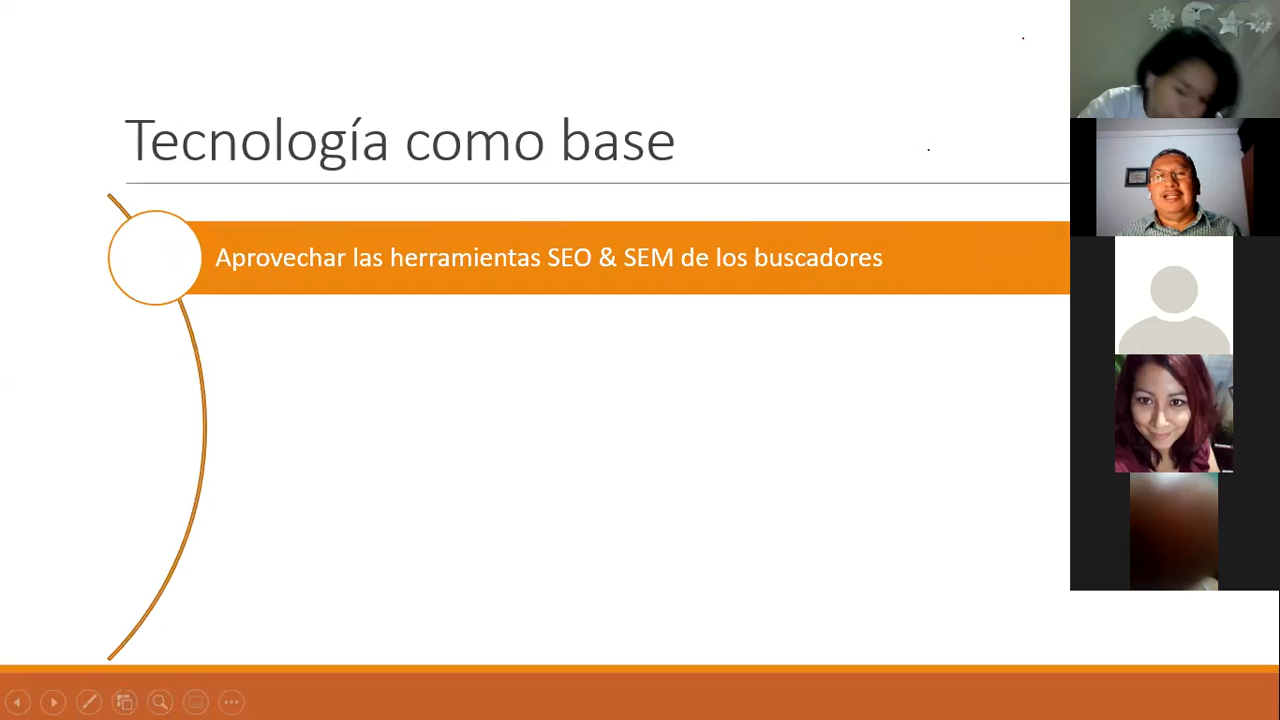 Tecnología como base
Aprovechar las herramientas SEO & SEM de los buscadores